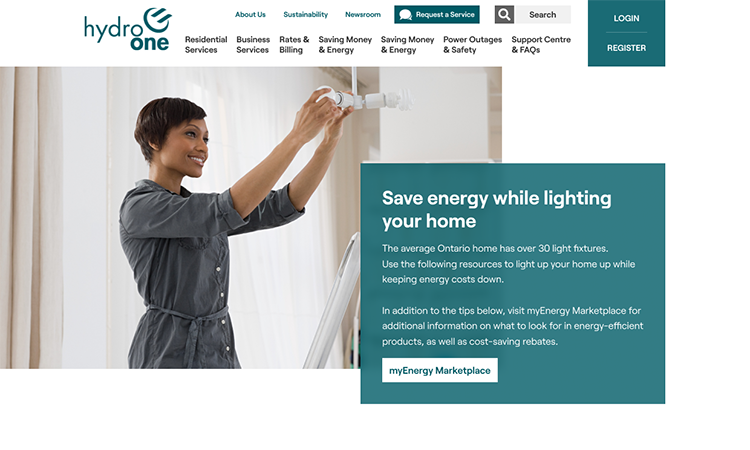 hydro
one
About Us
Sustainability
Newsroom
Request a Service
Search
LOGIN
REGISTER
Residential
Services
Business
Services
Rates &
Billing
Saving Money
& Energy
Saving Money
& Energy
Power Outages
& Safety
Support Centre
& FAQs
Save energy while lighting
your home
The average Ontario home has over 30 light fixtures.
Use the following resources to light up your home up while
keeping energy costs down.
In addition to the tips below, visit myEnergy Marketplace for
additional information on what to look for in energy-efficient
products, as well as cost-saving rebates.
myEnergy Marketplace